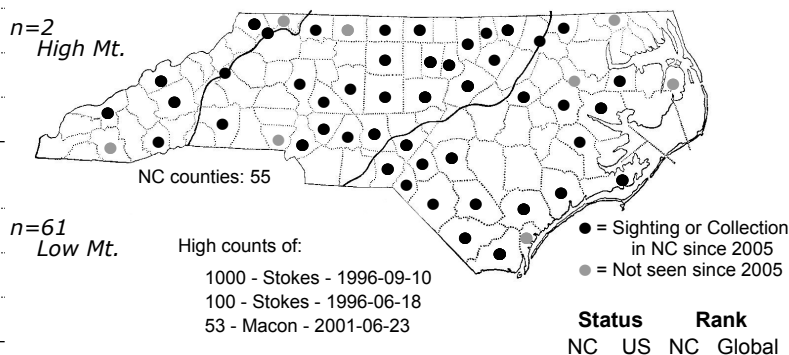 n=2
High Mt.
NC counties: 55
n=61
Low Mt.
High counts of:
1000 - Stokes - 1996-09-10
100 - Stokes - 1996-06-18
53 - Macon - 2001-06-23
● = Sighting or Collection
in NC since 2005
● = Not seen since 2005
Status Rank
NC US NC Global